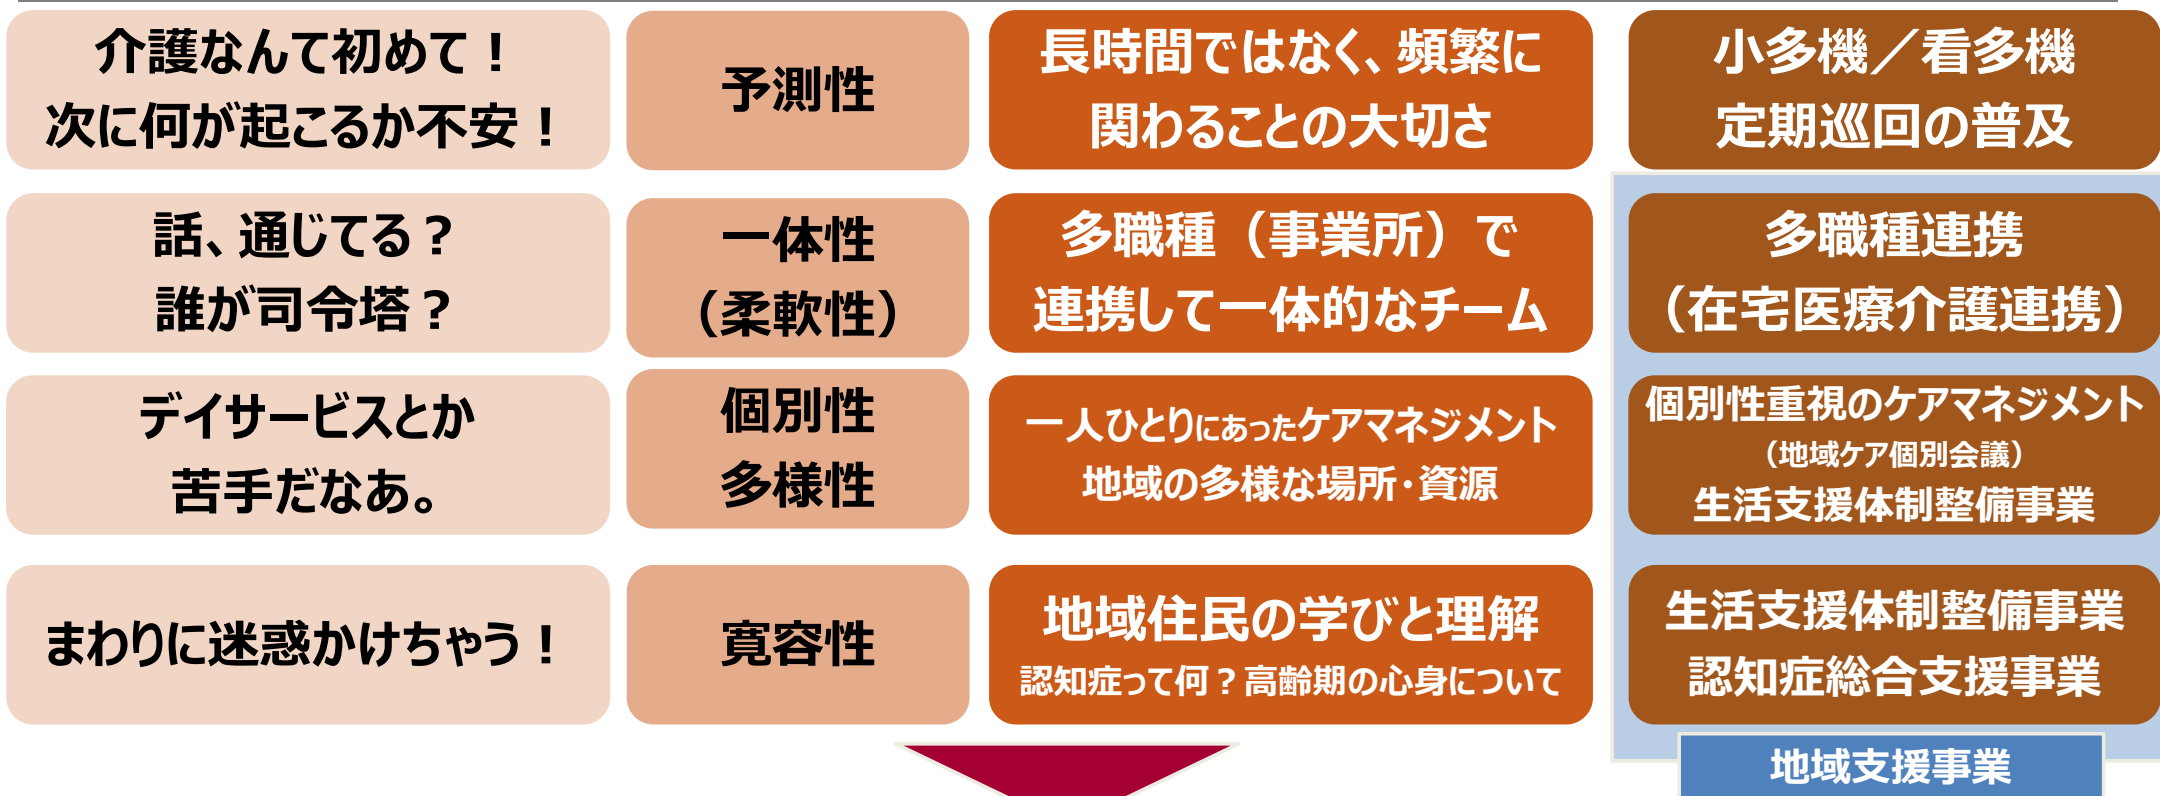 介護なんて初めて！
次に何が起こるか不安！
予測性
長時間ではなく、頻繁に
関わることの大切さ
小多機／看多機
定期巡回の普及
話、通じてる？
誰が司令塔？
一体性
（柔軟性）
多職種（事業所）で
連携して一体的なチーム
多職種連携
（在宅医療介護連携）
デイサービスとか
苦手だなあ。
個別性
多様性
一人ひとりにあったケアマネジメント
地域の多様な場所・資源
個別性重視のケアマネジメント
（地域ケア個別会議）
生活支援体制整備事業
まわりに迷惑かけちゃう！
寛容性
地域住民の学びと理解
認知症って何？高齢期の心身について
生活支援体制整備事業
認知症総合支援事業
地域支援事業